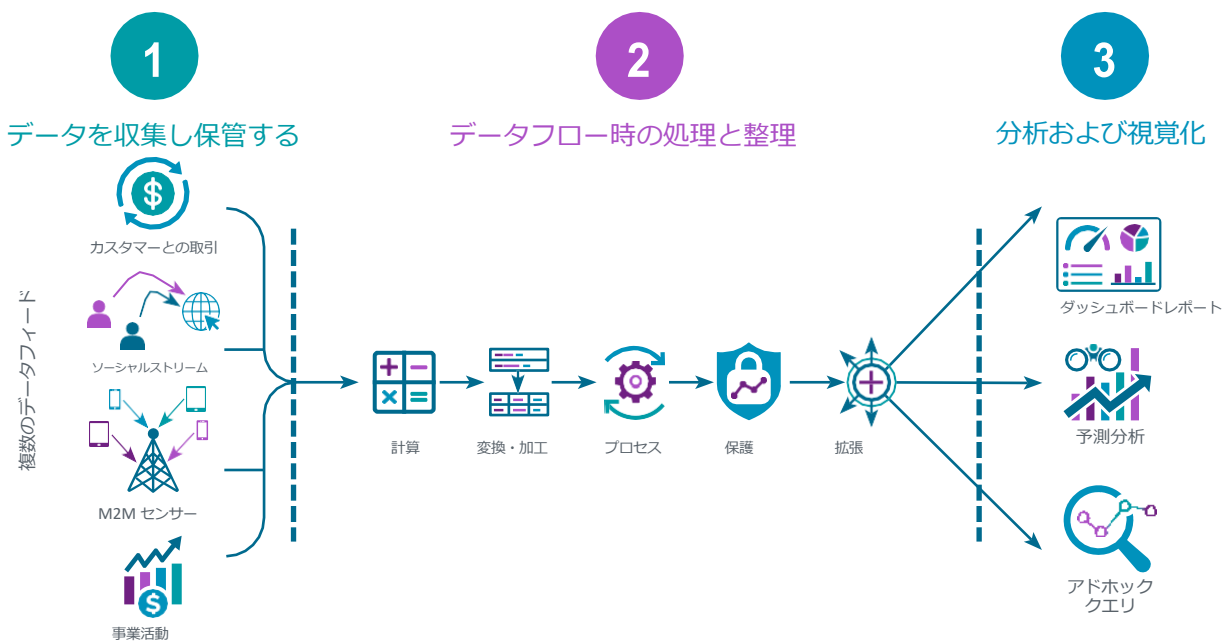 1
データを収集し保管する
複数のデータフィード
カスタマーとの取引
ソーシャルストリーム
M2M センサー
事業活動
2
データフロー時の処理と整理
計算
変換・加工
プロセス
保護
拡張
3
分析および視覚化
ダッシュボードレポート
予測分析
アドホック
クエリ